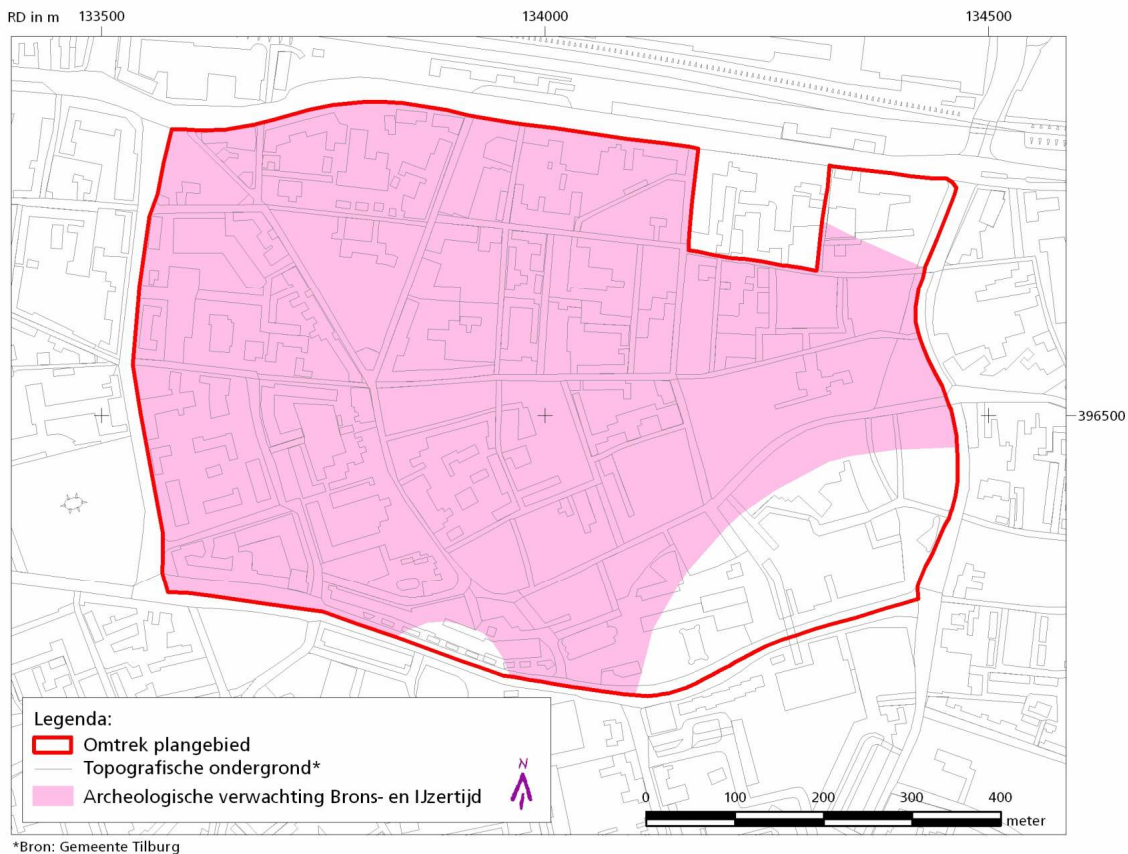 RD in m
133500
134000
134500
396500
Legenda:
Omtrek plangebied
Topografische ondergrond*
Archeologische verwachting Brons- en IJzertijd
N
0 100 200 300 400
meter
*Bron: Gemeente Tilburg